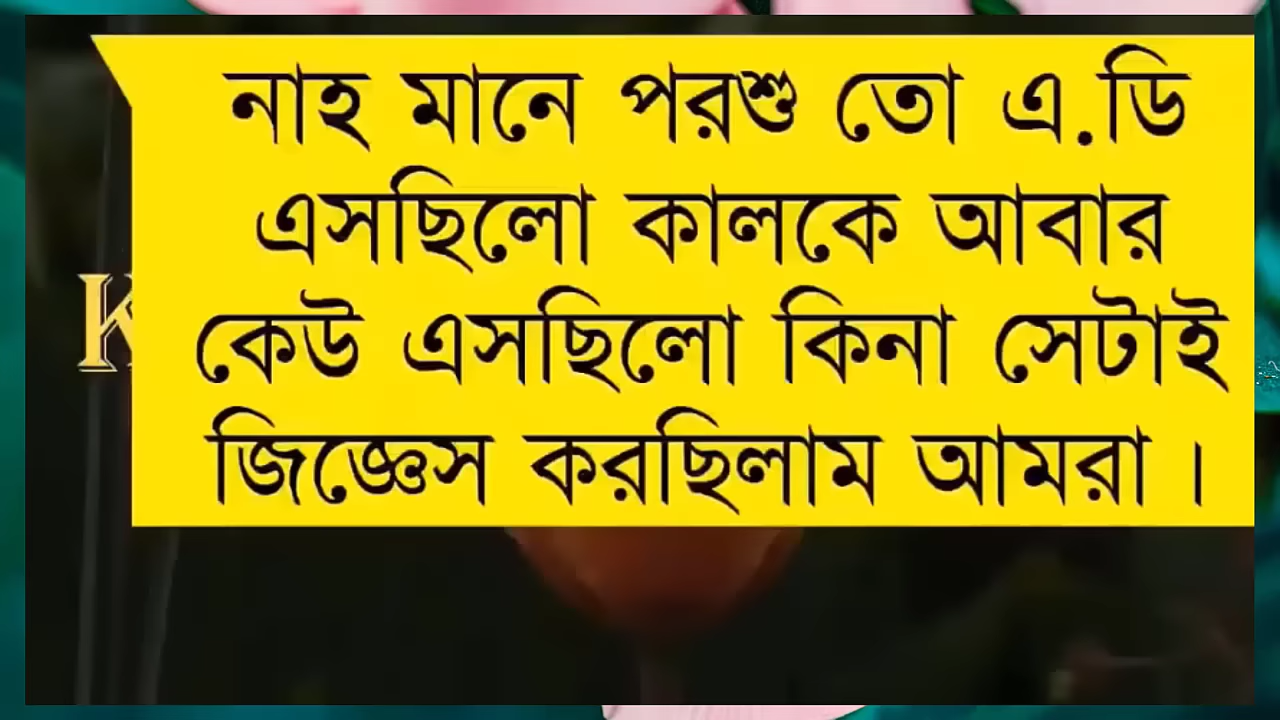 নাহ মানে পরশু তো এ.ডি
এসছিলো কালকে আবার
কেউ এসছিলো কিনা সেটাই
জিজ্ঞেস করছিলাম আমরা ।